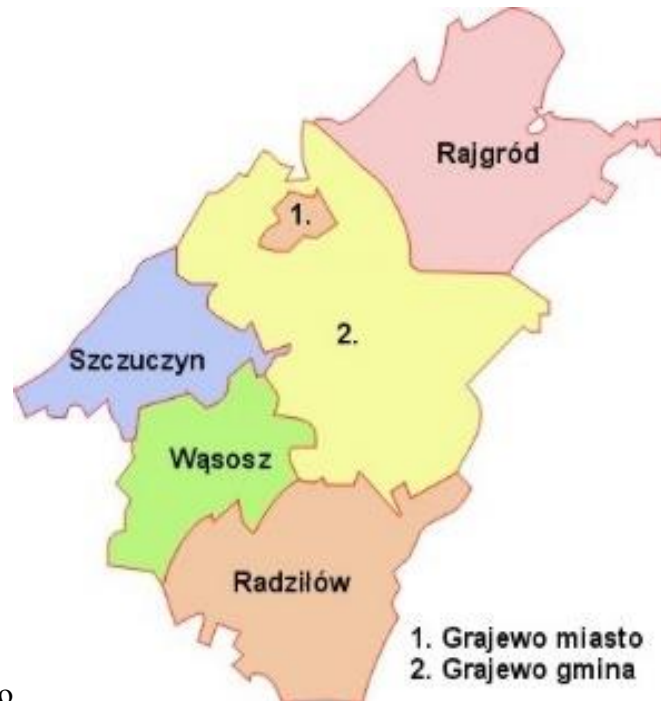 Rajgród
1.
2.
Szczuczyn
Wąsosz
Radziłów
1. Grajewo miasto
2. Grajewo gmina
o